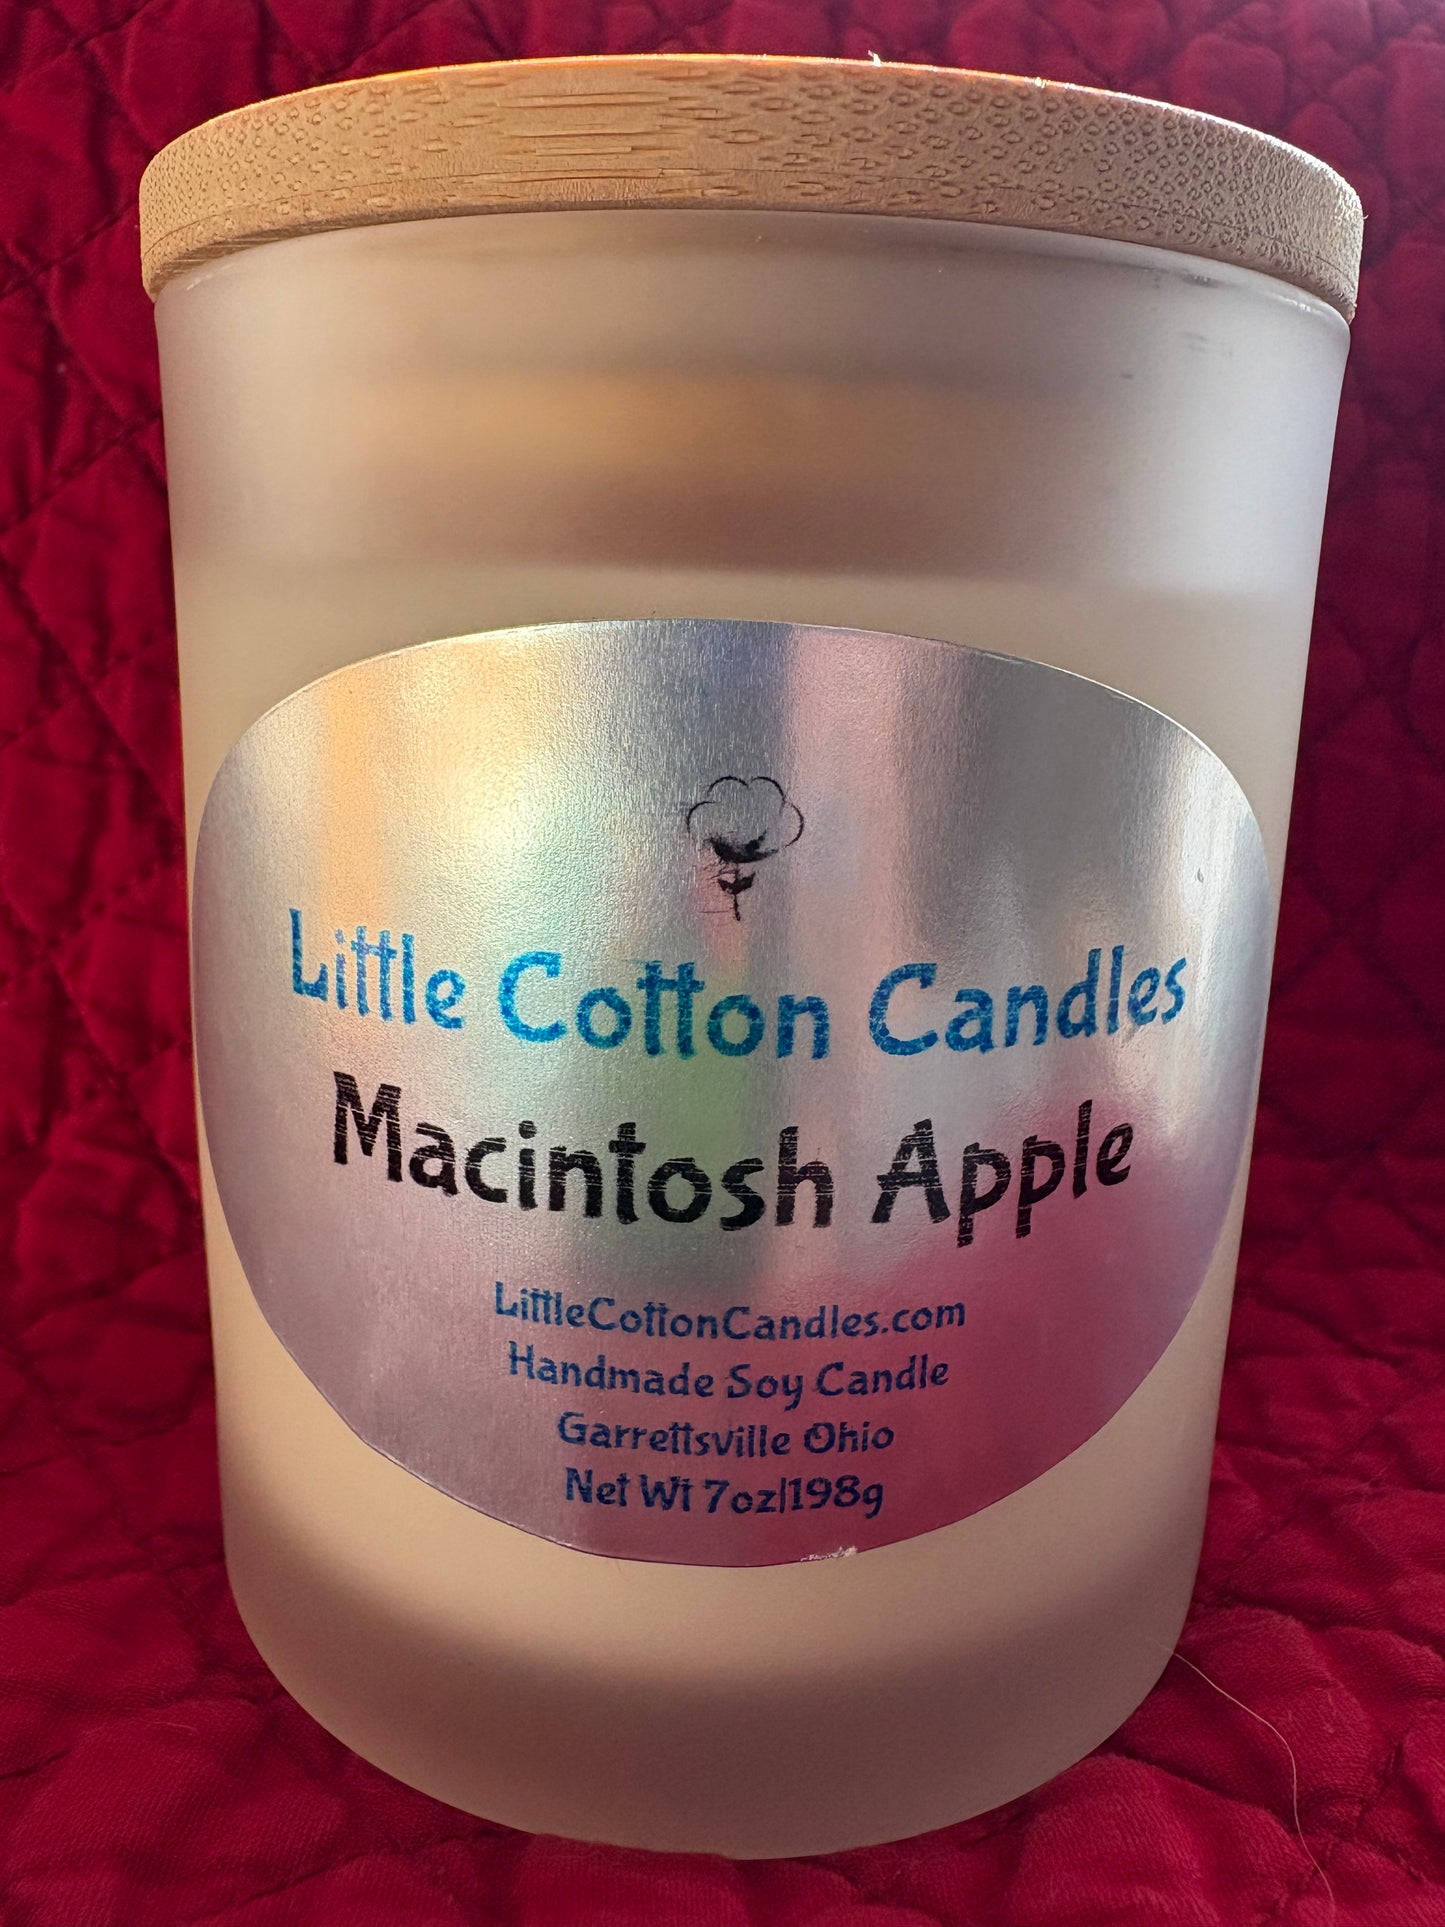 Little Cotton Candles
Macintosh Apple
LittleCottonCandles.com
Handmade Soy Candle
Garrettsville Ohio
Net Wt 7oz|198g